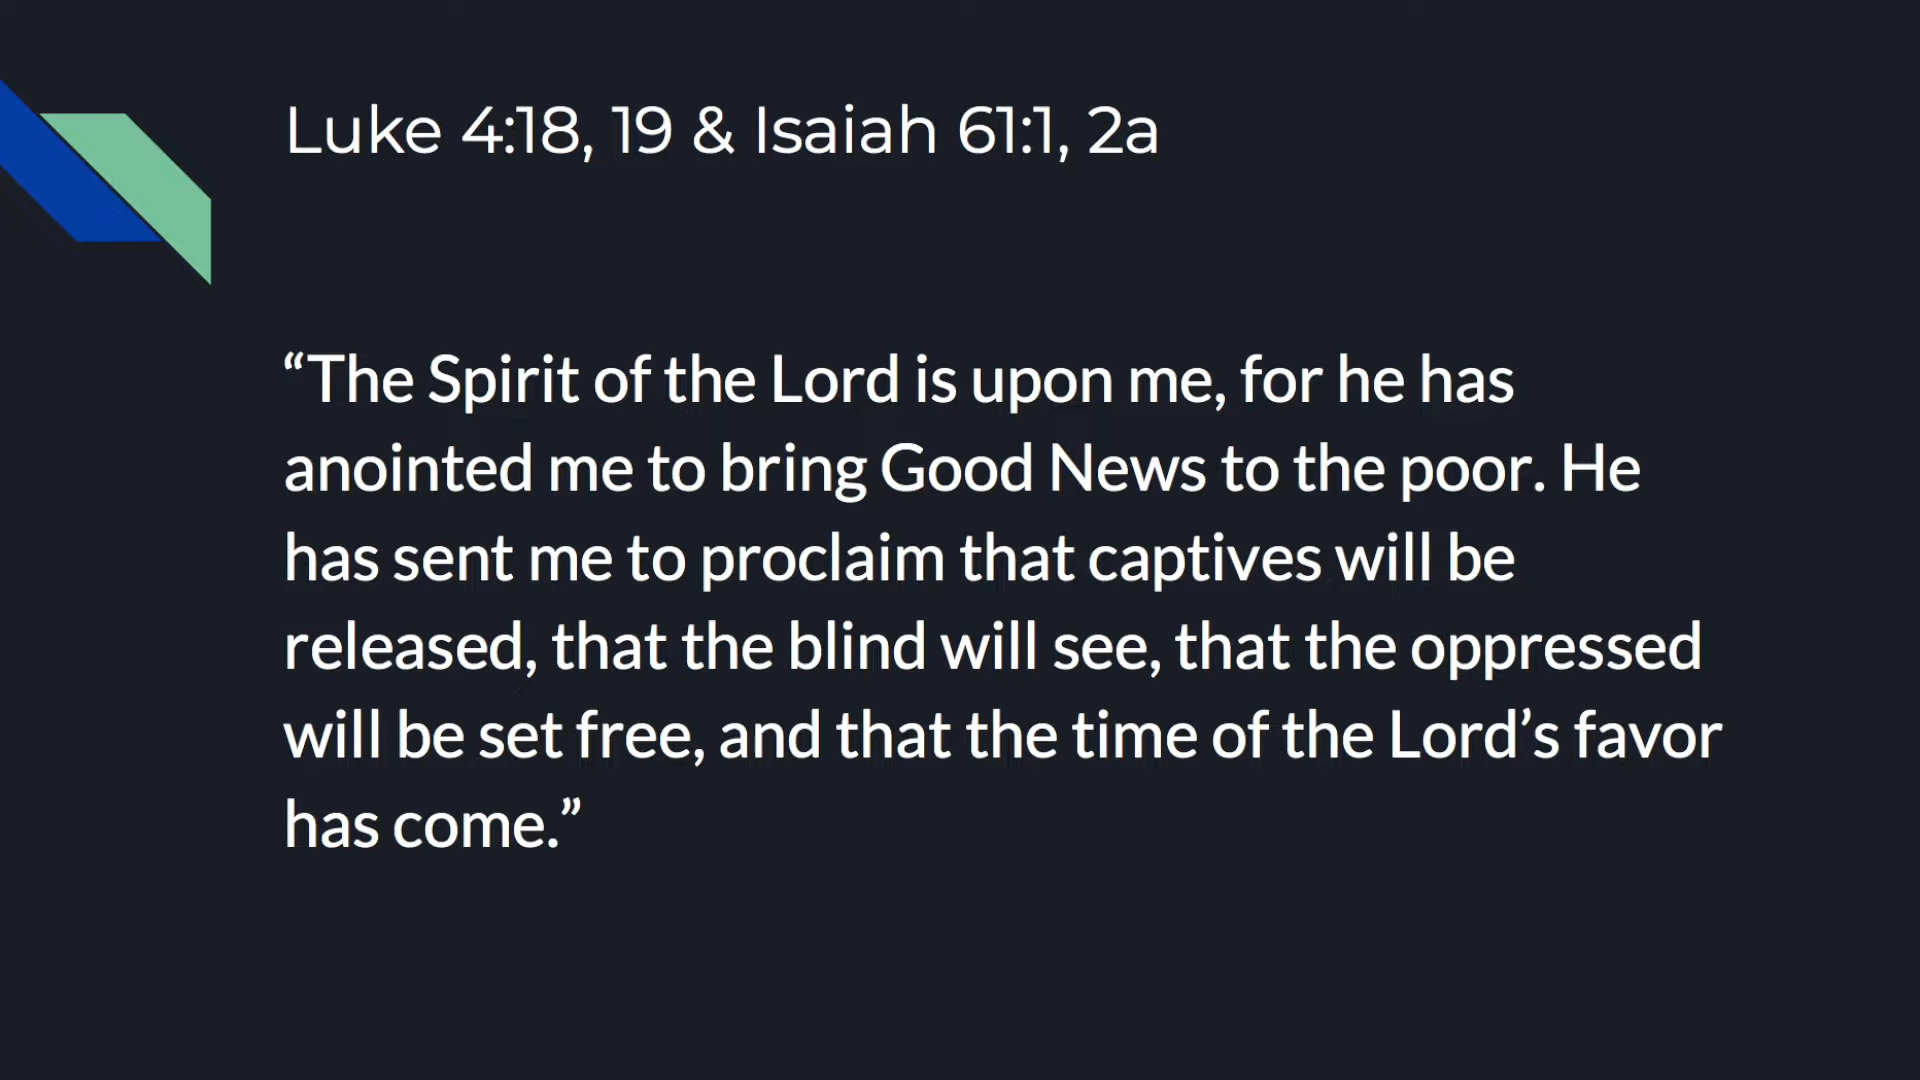 Luke 4:18, 19 & Isaiah 61:1, 2a
“The Spirit of the Lord is upon me, for he has
anointed me to bring Good News to the poor. He
has sent me to proclaim that captives will be
released, that the blind will see, that the oppressed
will be set free, and that the time of the Lord’s favor
has come.”